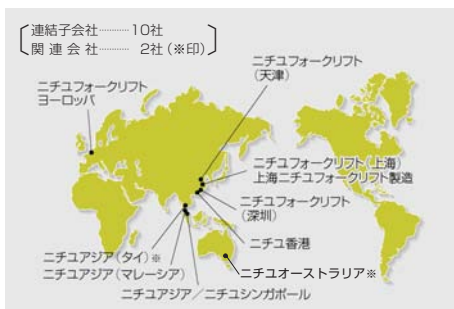 連結子会社………10社
関連会社………2社(※印)
ニチユフォークリフト
ヨーロッパ
ニチユフォークリフト
(天津)
ニチユフォークリフト(上海)
上海ニチユフォークリフト製造
ニチユフォークリフト
(深圳)
ニチユ香港
ニチユアジア(タイ)※
ニチユアジア(マレーシア)
ニチユオーストラリア※
ニチユアジア/ニチユシンガポール